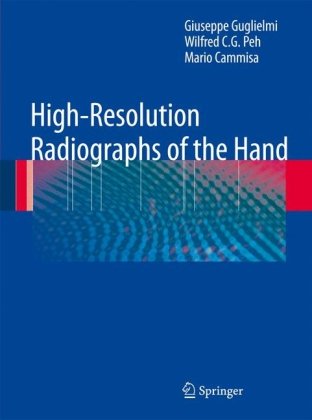 Giuseppe Guglielmi
Wilfred C.G. Peh
Mario Cammisa
High-Resolution
Radiographs of the Hand
Springer